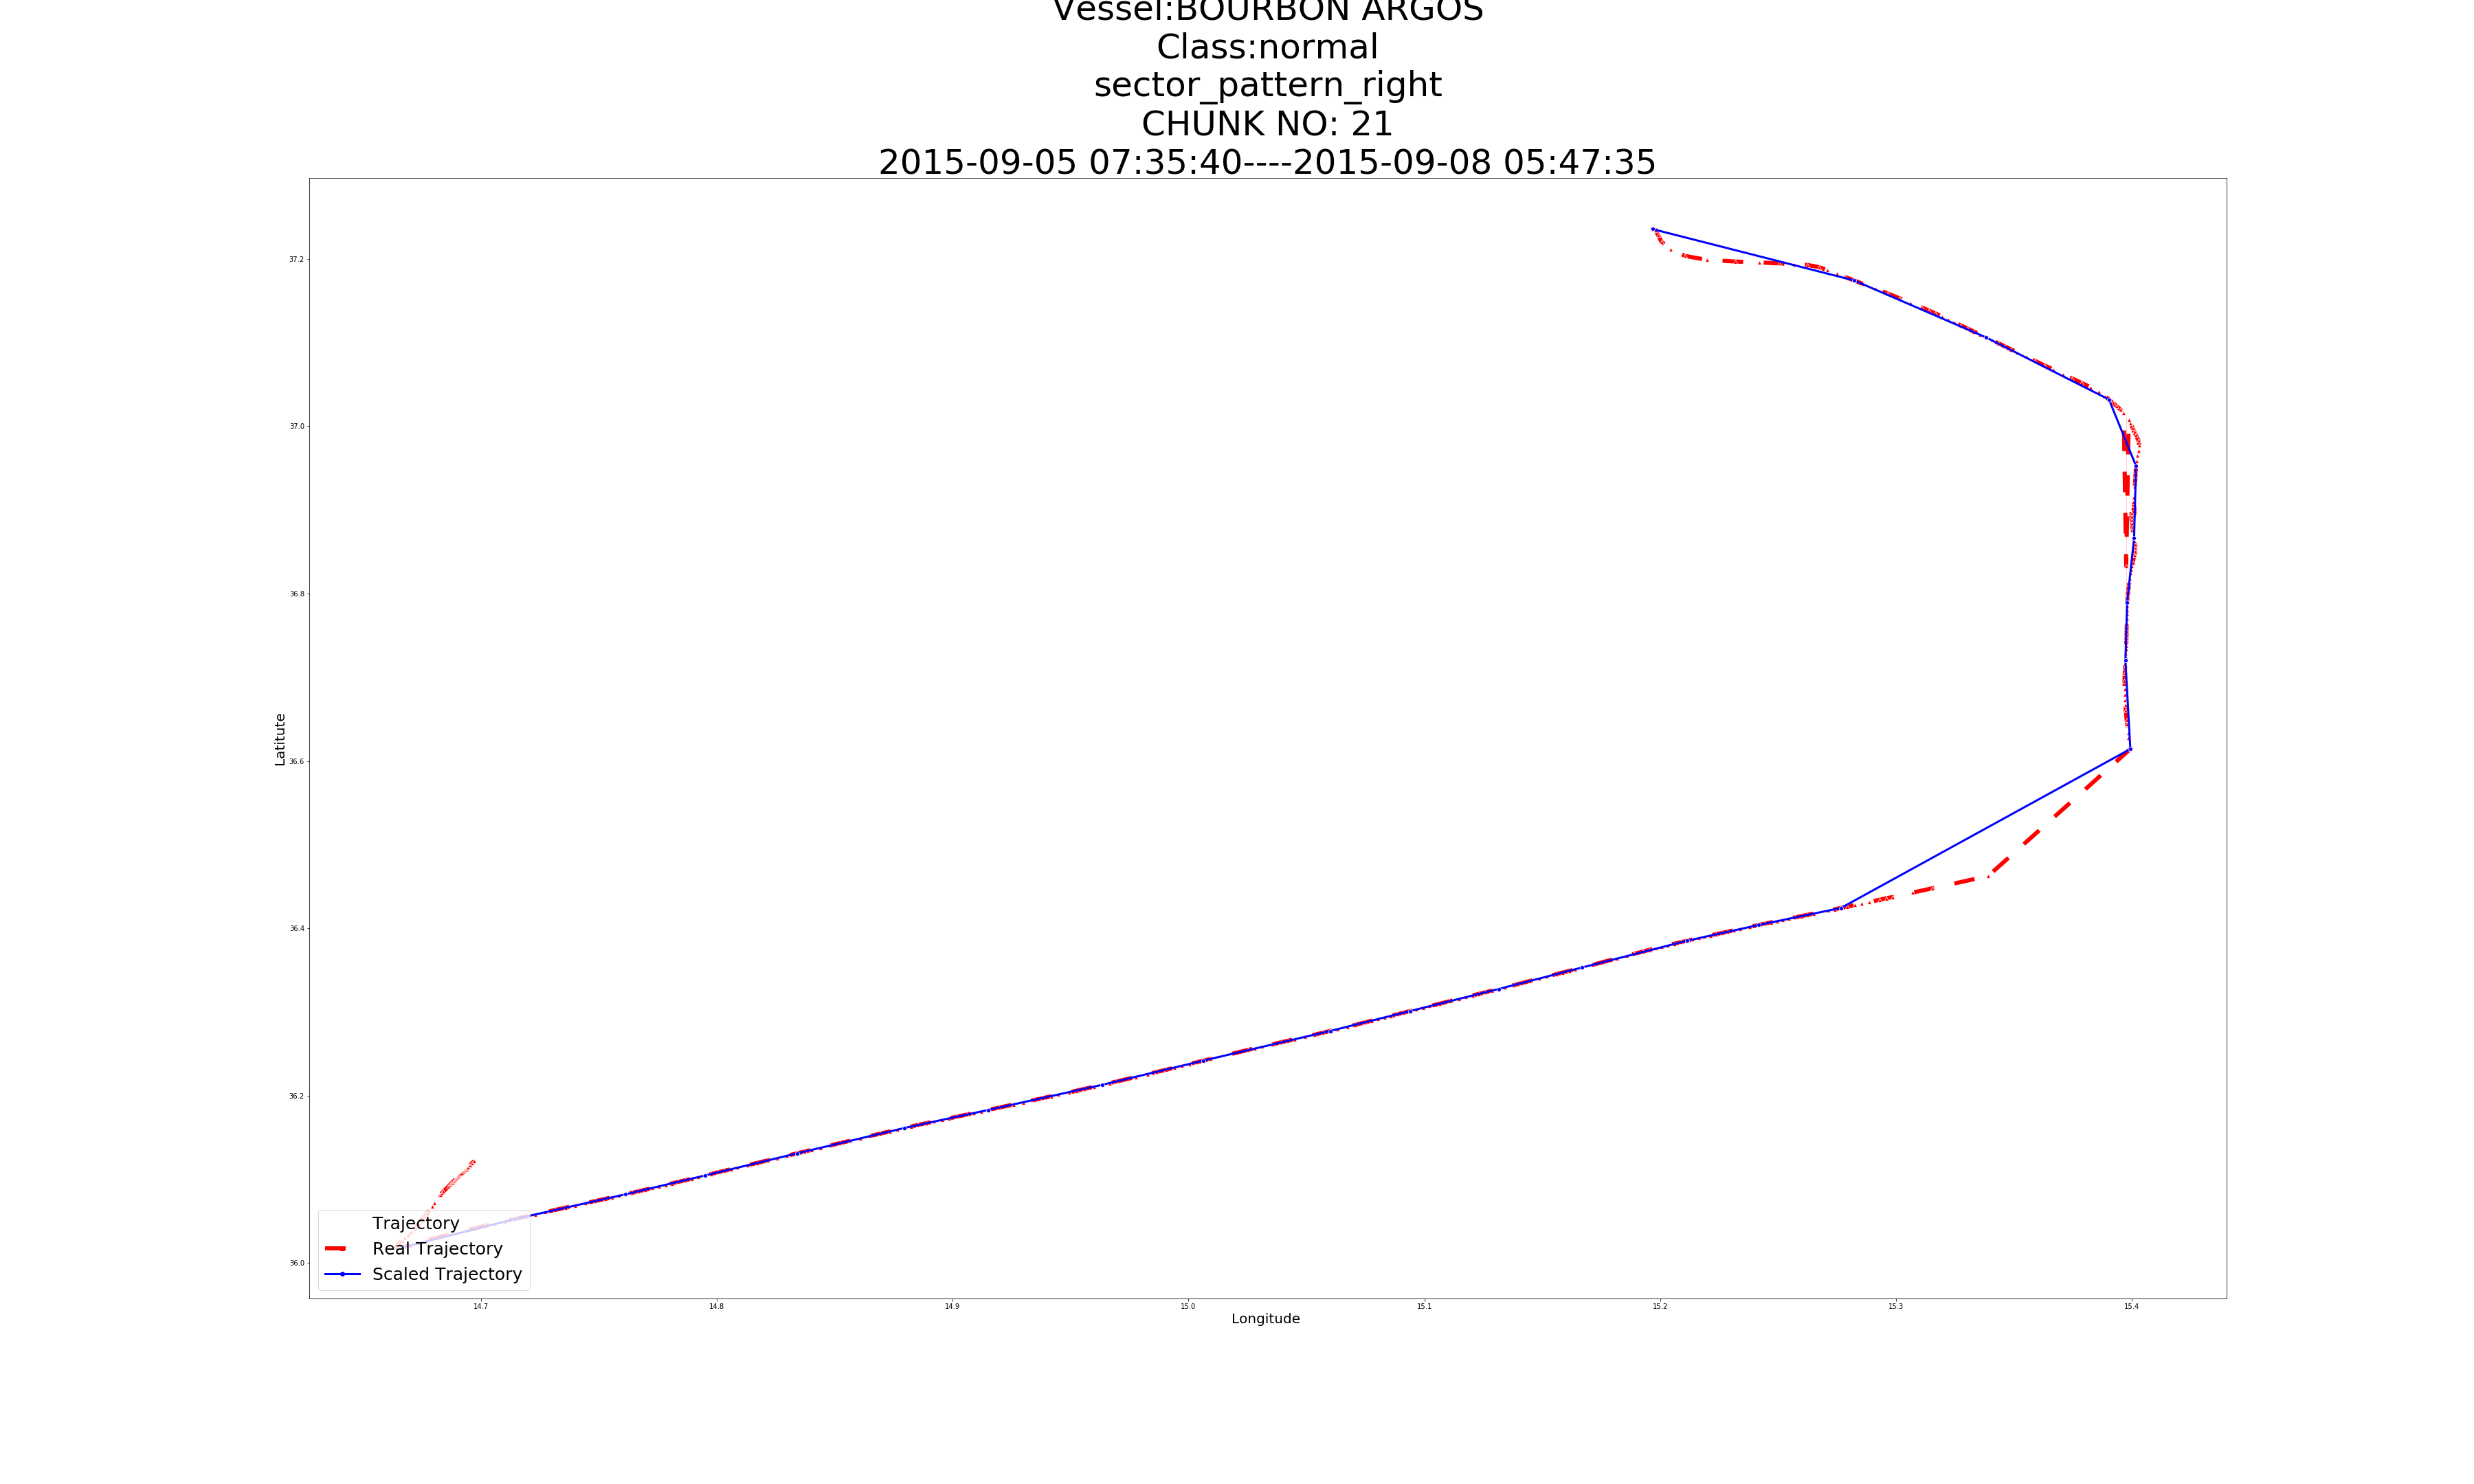 Vessel:BOURBON ARGOS
Class:normal
sector_pattern_right
CHUNK NO: 21
2015-09-05 07:35:40----2015-09-08 05:47:35
37.2
37.0
36.8
36.6
36.4
36.2
36.0
Latitute
Trajectory
Real Trajectory
Scaled Trajectory
14.7 14.8 14.9 15.0 15.1 15.2 15.3 15.4
Longitude